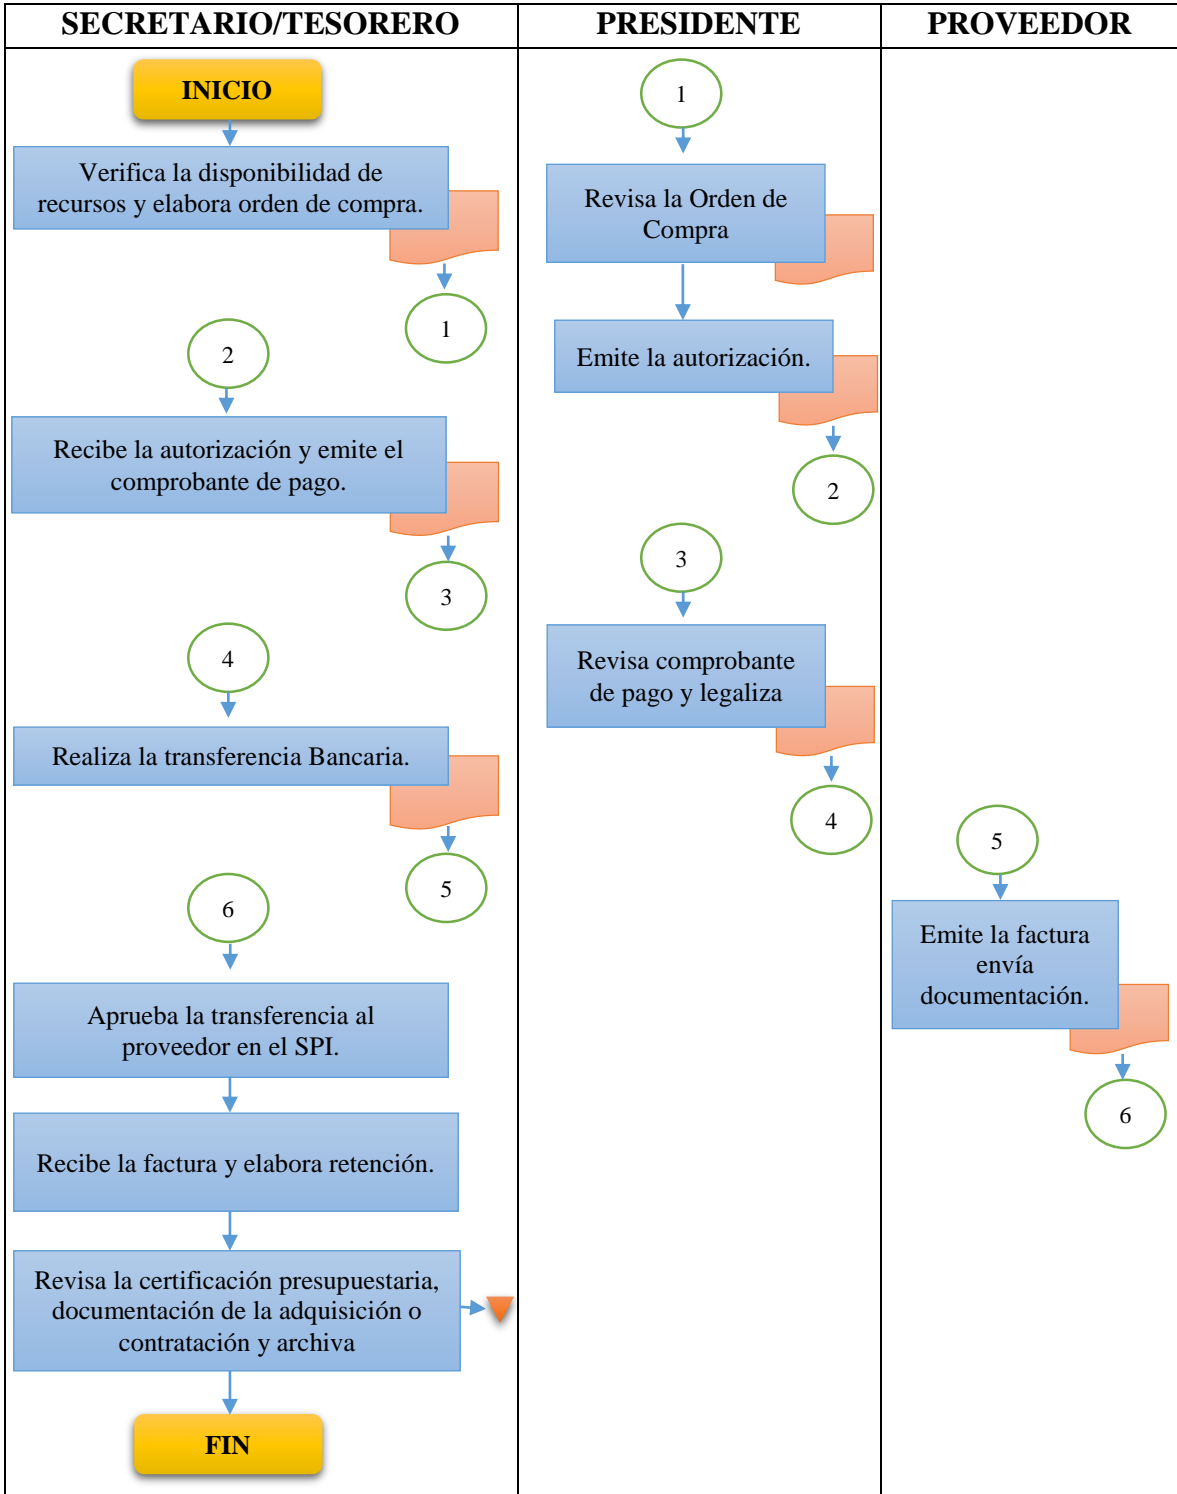 SECRETARIO/TESORERO
PRESIDENTE
PROVEEDOR
INICIO
Verifica la disponibilidad de
recursos y elabora orden de compra.
1
2
Recibe la autorización y emite el
comprobante de pago.
3
4
Realiza la transferencia Bancaria.
5
6
Aprueba la transferencia al
proveedor en el SPI.
Recibe la factura y elabora retención.
Revisa la certificación presupuestaria,
documentación de la adquisición o
contratación y archiva
FIN
1
Revisa la Orden de
Compra
Emite la autorización.
2
3
Revisa comprobante
de pago y legaliza
4
5
Emite la factura
envía
documentación.
6